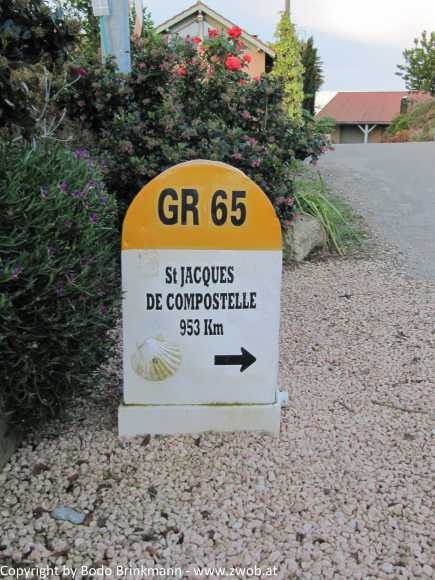 GR 65
St JACQUES
DE COMPOSTELLE
953 Km
Copyright by Bodo Brinkmann - www.zwob.at